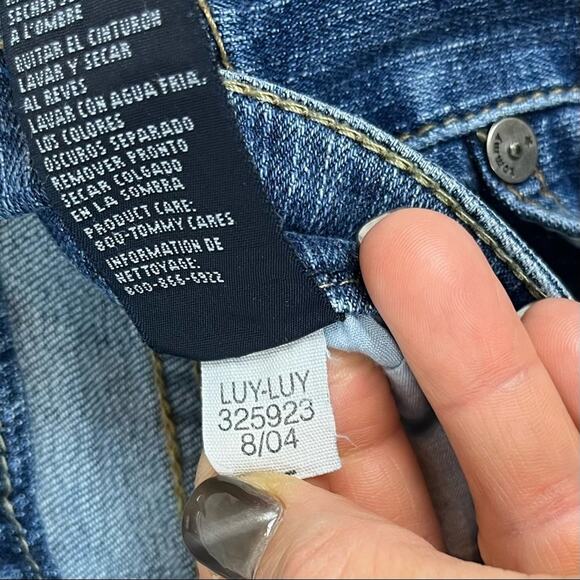 SECHER
A L'OMBRE
QUITAR EL CINTURON
LAVAR Y SECAR
AL REVES
LAVAR CON AGUA FRIA.
LOS COLORES
OSCUROS SEPARADO
REMOVER PRONTO
SECAR COLGADO
EN LA SOMBRA
PRODUCT CARE:
800-TOMMY CARES
INFORMATION DE
NETTOYAGE:
800-866-6922
LUY-LUY
325923
8/04